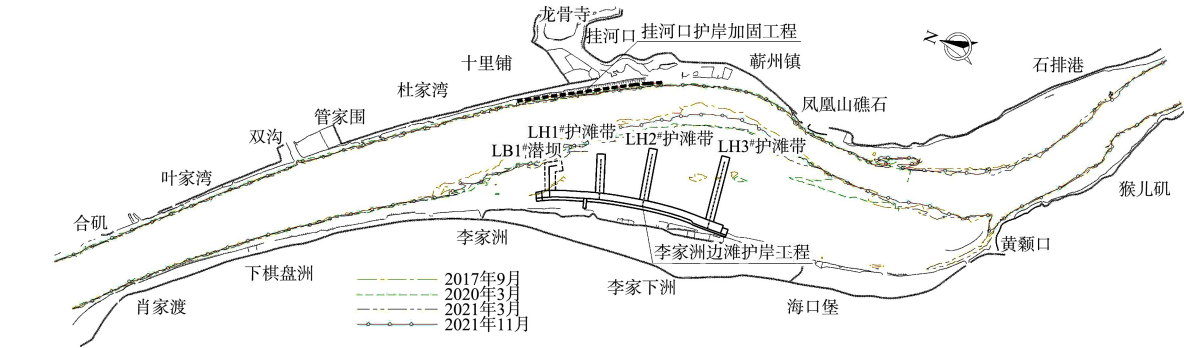 龙骨寺
挂河口
挂河口护岸加固工程
N
十里铺
蕲州镇
石排港
杜家湾
凤凰山礁石
管家围
双沟
LH1#护滩带
LH2#护滩带
LB1#潜坝
LH3#护滩带
叶家湾
猴儿矶
合矶
李家洲
黄颡口
李家洲边滩护岸工程
下棋盘洲
李家下洲
肖家渡
海口堡
2017年9月
2020年3月
2021年3月
2021年11月